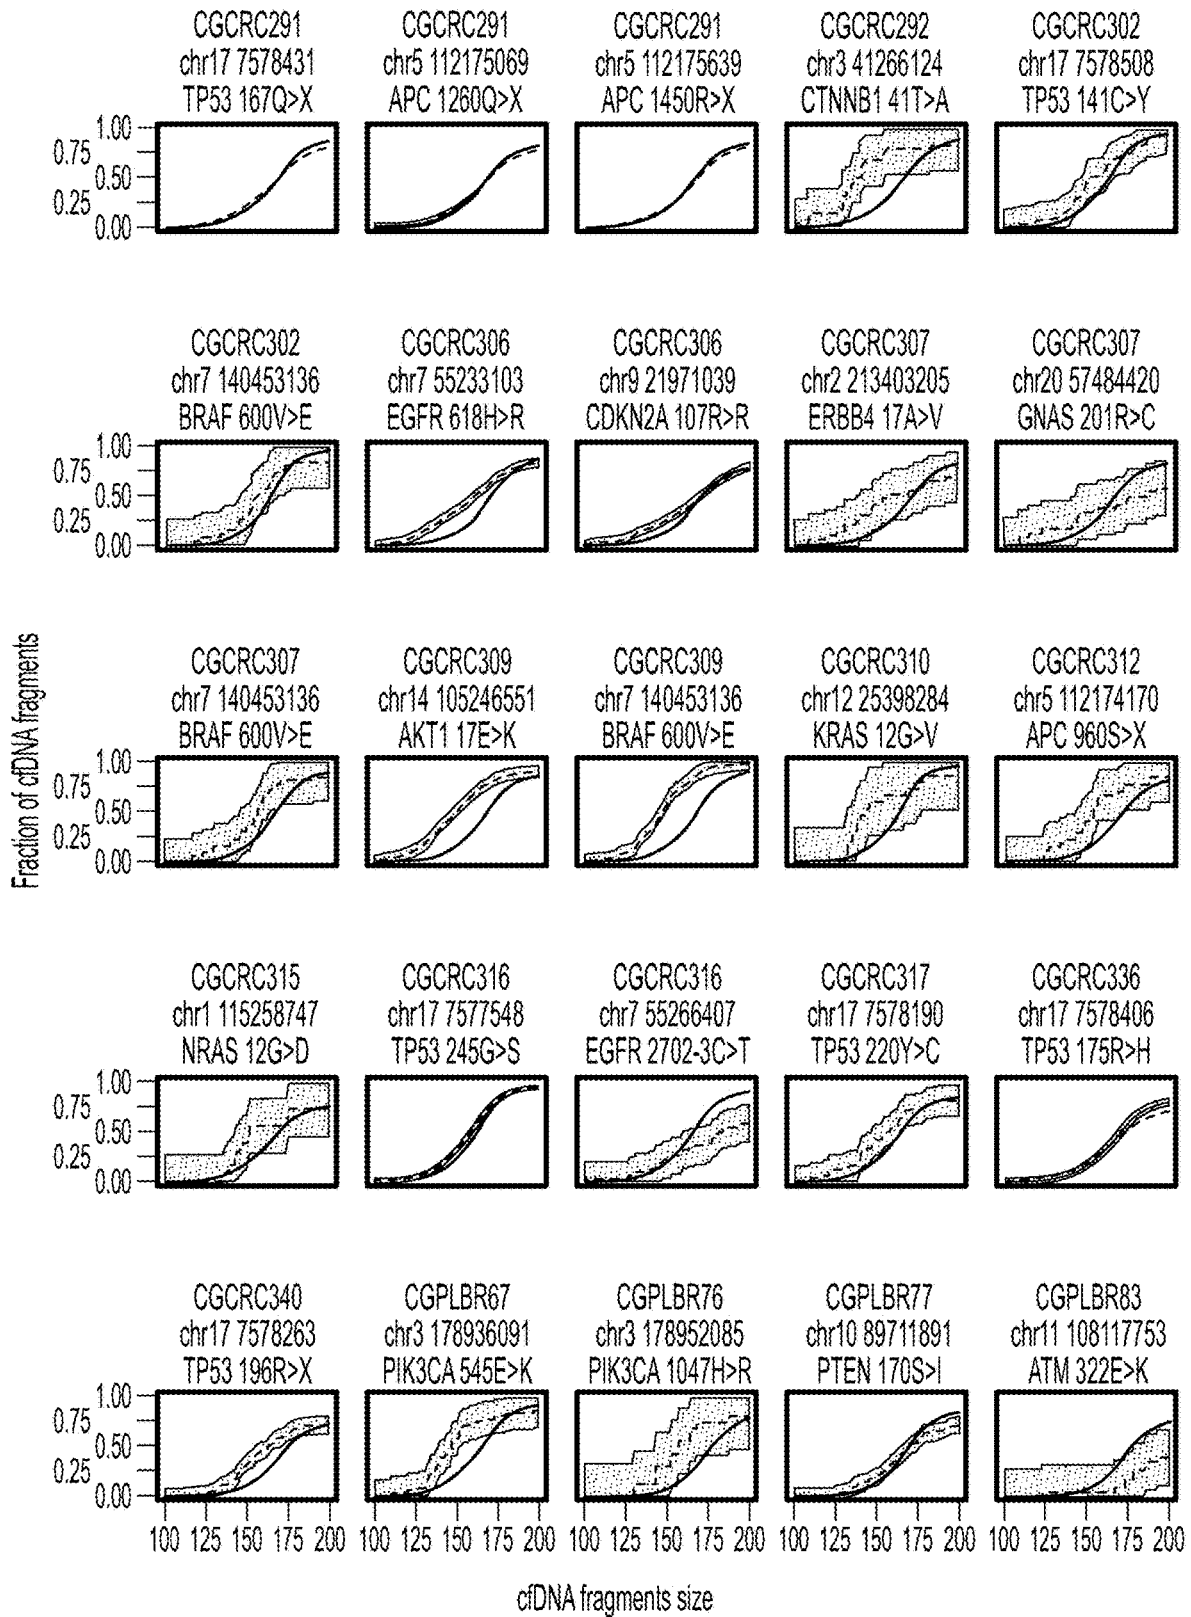 CGCRC291 CGCRC291 CGCRC291 CGCRC292 CGCRC302
chr17 7578431 chr5 112175069 chr5 112175639 chr3 41266124 chr17 7578508
TP53 167Q>X APC 1260Q>X APC 1450R>X CTNNB1 41T>A TP53 141C>Y
1.00
0.75
0.50
0.25
0.00
CGCRC302 CGCRC306 CGCRC306 CGCRC307 CGCRC307
chr7 140453136 chr7 55233103 chr9 21971039 chr2 213403205 chr20 57484420
BRAF 600V>E EGFR 618H>R CDKN2A 107R>R ERBB4 17A>V GNAS 201R>C
1.00
0.75
0.50
0.25
0.00
Fraction of cfDNA fragments
CGCRC307 CGCRC309 CGCRC309 CGCRC310 CGCRC312
chr7 140453136 chr14 105246551 chr7 140453136 chr12 25398284 chr5 112174170
BRAF 600V>E AKT1 17E>K BRAF 600V>E KRAS 12G>V APC 960S>X
1.00
0.75
0.50
0.25
0.00
CGCRC315 CGCRC316 CGCRC316 CGCRC317 CGCRC336
chr1 115258747 chr17 7577548 chr7 55266407 chr17 7578190 chr17 7578406
NRAS 12G>D TP53 245G>S EGFR 2702-3C>T TP53 220Y>C TP53 175R>H
1.00
0.75
0.50
0.25
0.00
CGCRC340 CGPLBR67 CGPLBR76 CGPLBR77 CGPLBR83
chr17 7578263 chr3 178936091 chr3 178952085 chr10 89711891 chr11 108117753
TP53 196R>X PIK3CA 545E>K PIK3CA 1047H>R PTEN 170S>I ATM 322E>K
1.00
0.75
0.50
0.25
0.00
100 125 150 175 200 100 125 150 175 200 100 125 150 175 200 100 125 150 175 200 100 125 150 175 200
cfDNA fragments size